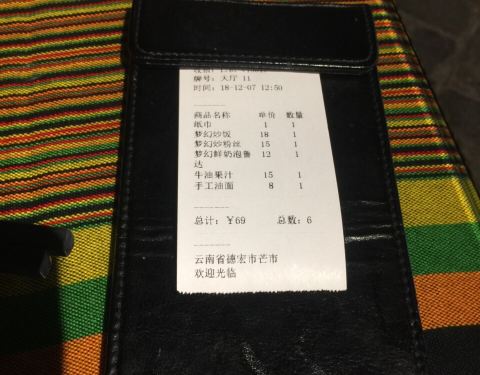 牌号：大厅 11
时间：18-12-07 12:50
--------
商品名称 单价 数量
纸巾 1 1
梦幻炒饭 18 1
梦幻炒粉丝 15 1
梦幻鲜奶泡鲁 12 1
达
牛油果汁 15 1
手工油面 8 1
--------
总计：￥69 总数：6
--------
云南省德宏市芒市
欢迎光临